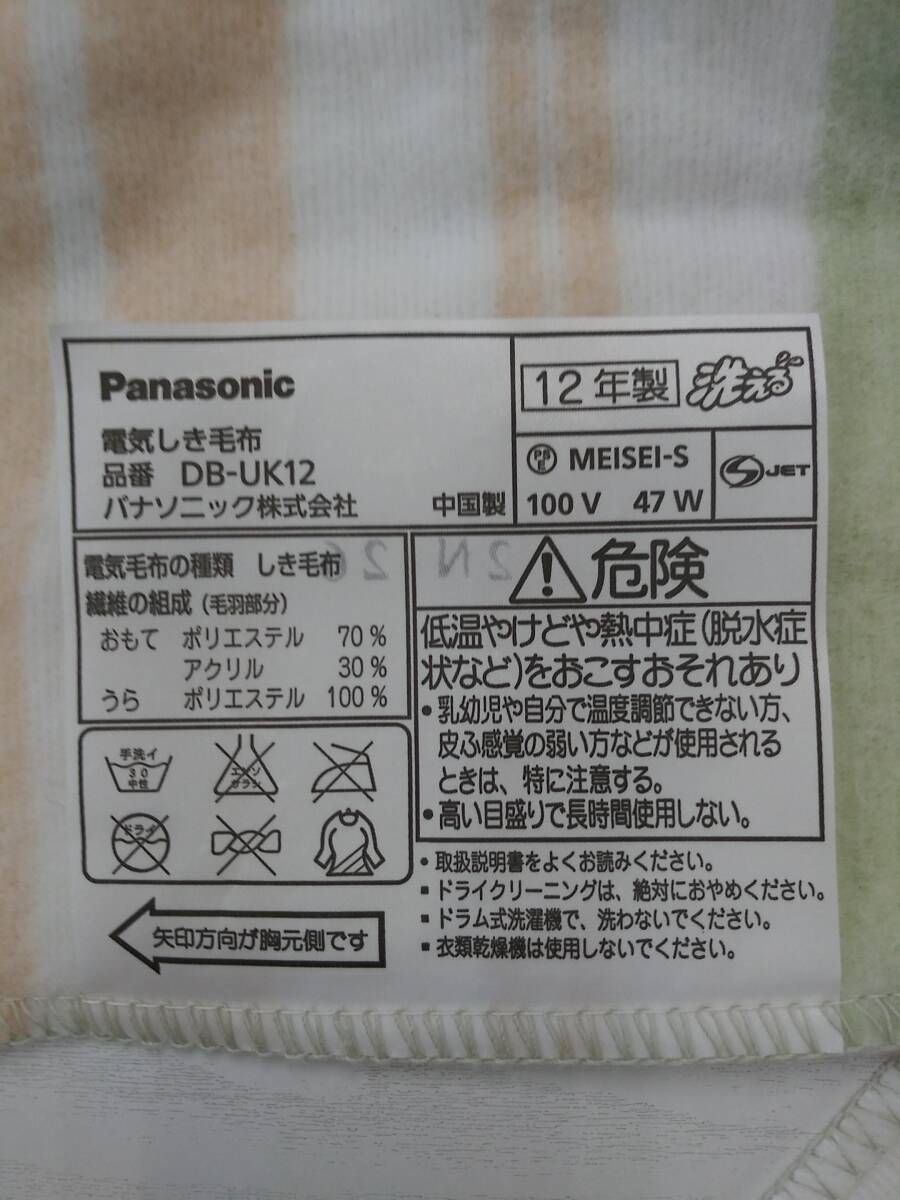 Panasonic
電気しき毛布
品番 DB-UK12
パナソニック株式会社 中国製
12年製 洗える
PSE MEISEI-S
100V 47W
S JET
電気毛布の種類 しき毛布
繊維の組成(毛羽部分)
おもて ポリエステル 70%
アクリル 30%
うら ポリエステル 100%
手洗イ
30
中性
エンソ
サラシ
ドライ
矢印方向が胸元側です
危険
低温やけどや熱中症(脱水症
状など)をおこすおそれあり
・乳幼児や自分で温度調節できない方、
皮ふ感覚の弱い方などが使用される
ときは、特に注意する。
・高い目盛りで長時間使用しない。
・取扱説明書をよくお読みください。
・ドライクリーニングは、絶対におやめください。
・ドラム式洗濯機で、洗わないでください。
・衣類乾燥機は使用しないでください。